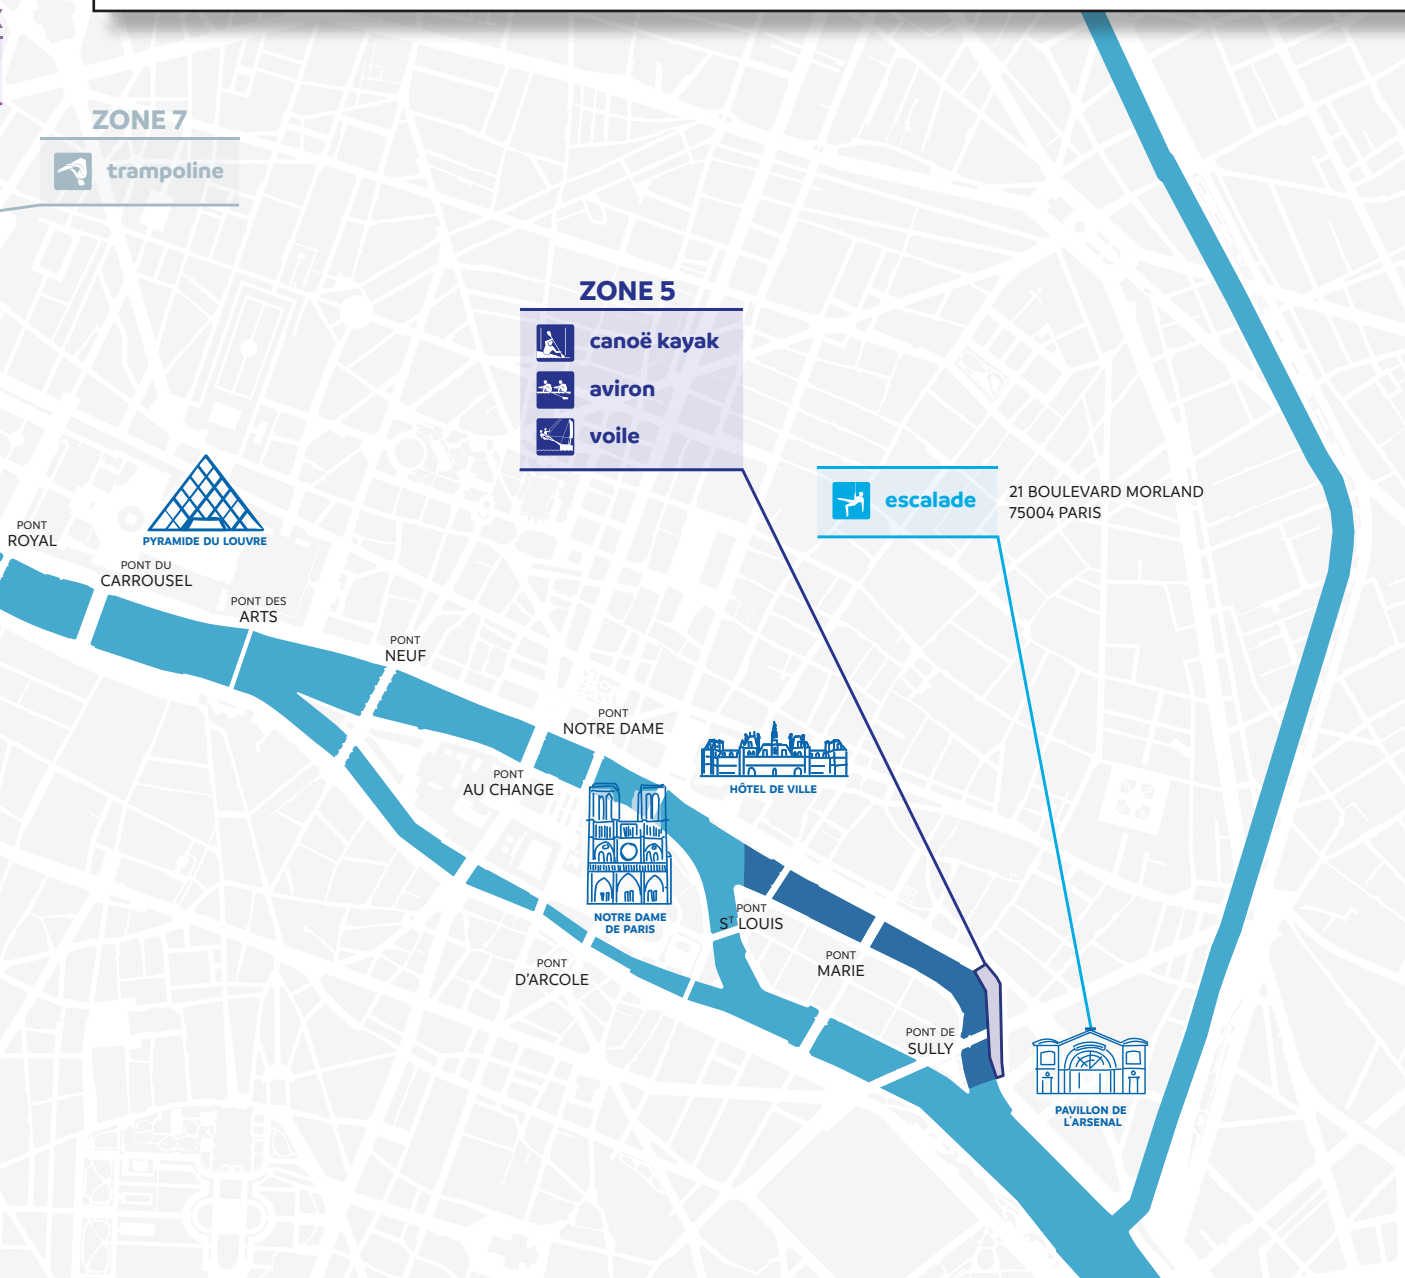 ZONE 7
trampoline
ZONE 5
canoë kayak
aviron
voile
escalade
21 BOULEVARD MORLAND
75004 PARIS
PYRAMIDE DU LOUVRE
PONT
ROYAL
PONT DU
CARROUSEL
PONT DES
ARTS
PONT
NEUF
PONT
NOTRE DAME
PONT
AU CHANGE
HÔTEL DE VILLE
NOTRE DAME
DE PARIS
PONT
ST LOUIS
PONT
MARIE
PONT
D'ARCOLE
PONT DE
SULLY
PAVILLON DE
L'ARSENAL